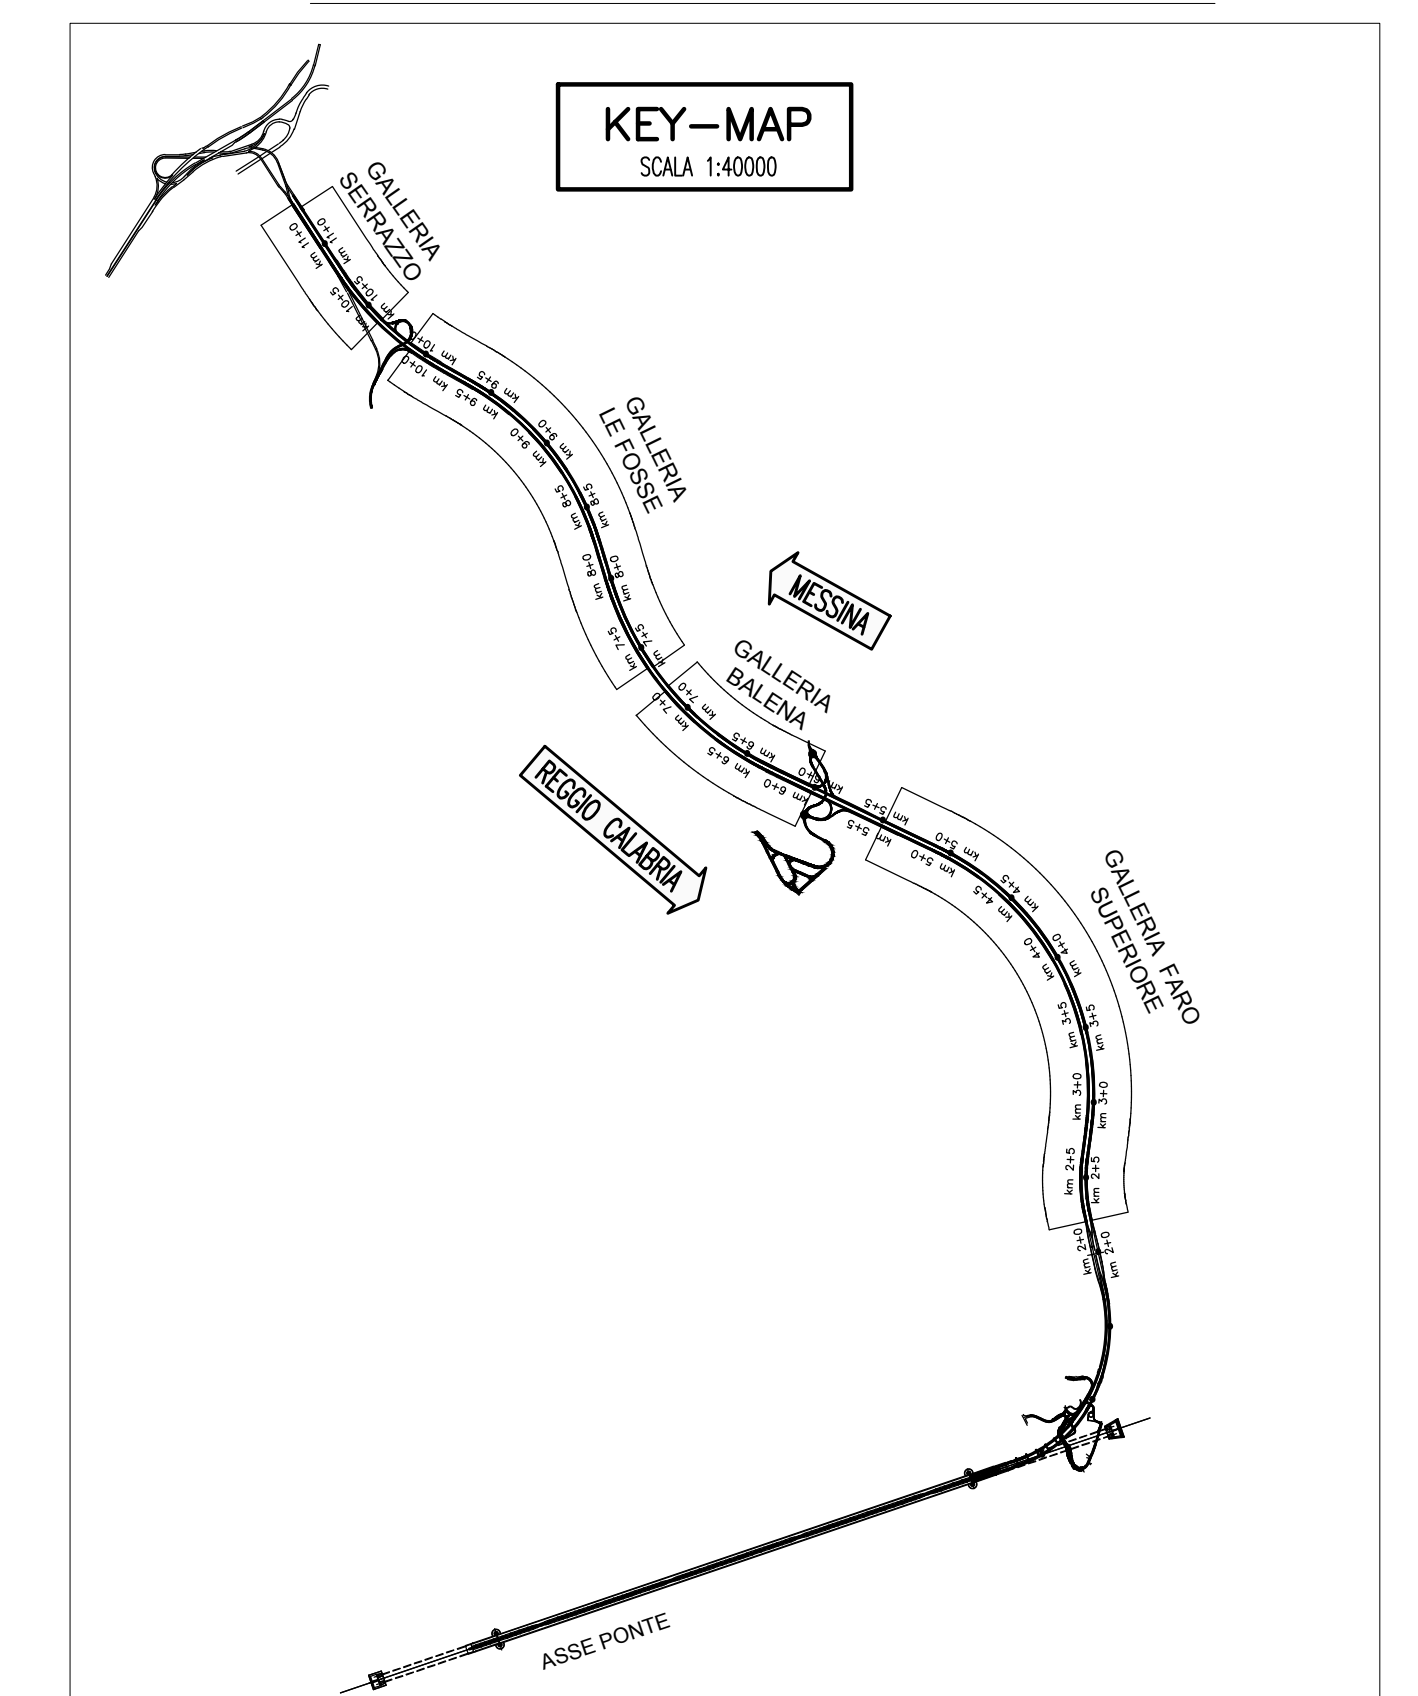 KEY-MAP
SCALA 1:40000
GALLERIA
SERRAZZO
km 11+0
km 11+0
km 10+5
km 10+5
km 10+0
km 10+0
km 9+5
km 9+5
km 9+0
km 9+0
GALLERIA
LE FOSSE
km 8+5
km 8+5
km 8+0
km 8+0
km 7+5
km 7+5
MESSINA
GALLERIA
BALENA
km 7+0
km 7+0
km 6+5
km 6+5
km 6+0
km 6+0
REGGIO CALABRIA
km 5+5
km 5+5
km 5+0
km 5+0
km 4+5
km 4+5
GALLERIA FARO
SUPERIORE
km 4+0
km 4+0
km 3+5
km 3+5
km 3+0
km 3+0
km 2+5
km 2+5
km 2+0
km 2+0
ASSE PONTE